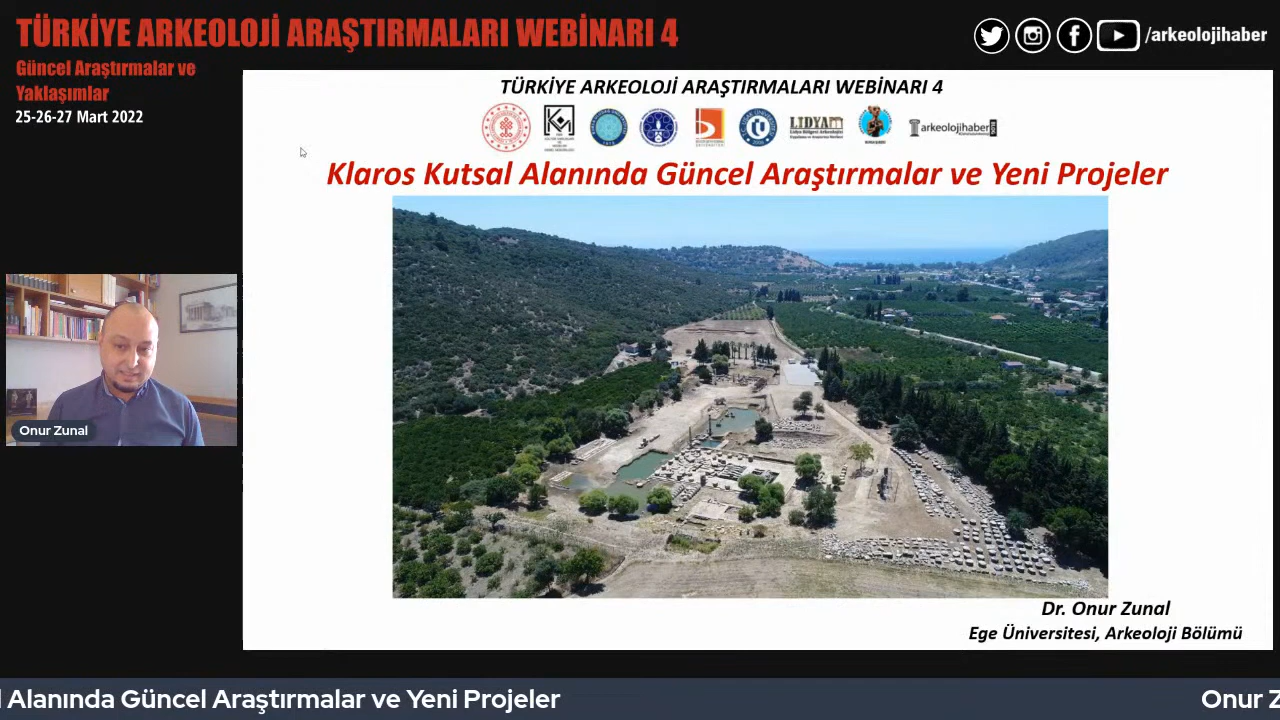 TÜRKİYE ARKEOLOJİ ARAŞTIRMALARI WEBİNARI 4
Güncel Araştırmalar ve
Yaklaşımlar
25-26-27 Mart 2022
/arkeolojihaber
TÜRKİYE ARKEOLOJİ ARAŞTIRMALARI WEBİNARI 4
LIDYAM
arkeolojihaber
Klaros Kutsal Alanında Güncel Araştırmalar ve Yeni Projeler
Onur Zunal
Dr. Onur Zunal
Ege Üniversitesi, Arkeoloji Bölümü
l Alanında Güncel Araştırmalar ve Yeni Projeler
Onur Z